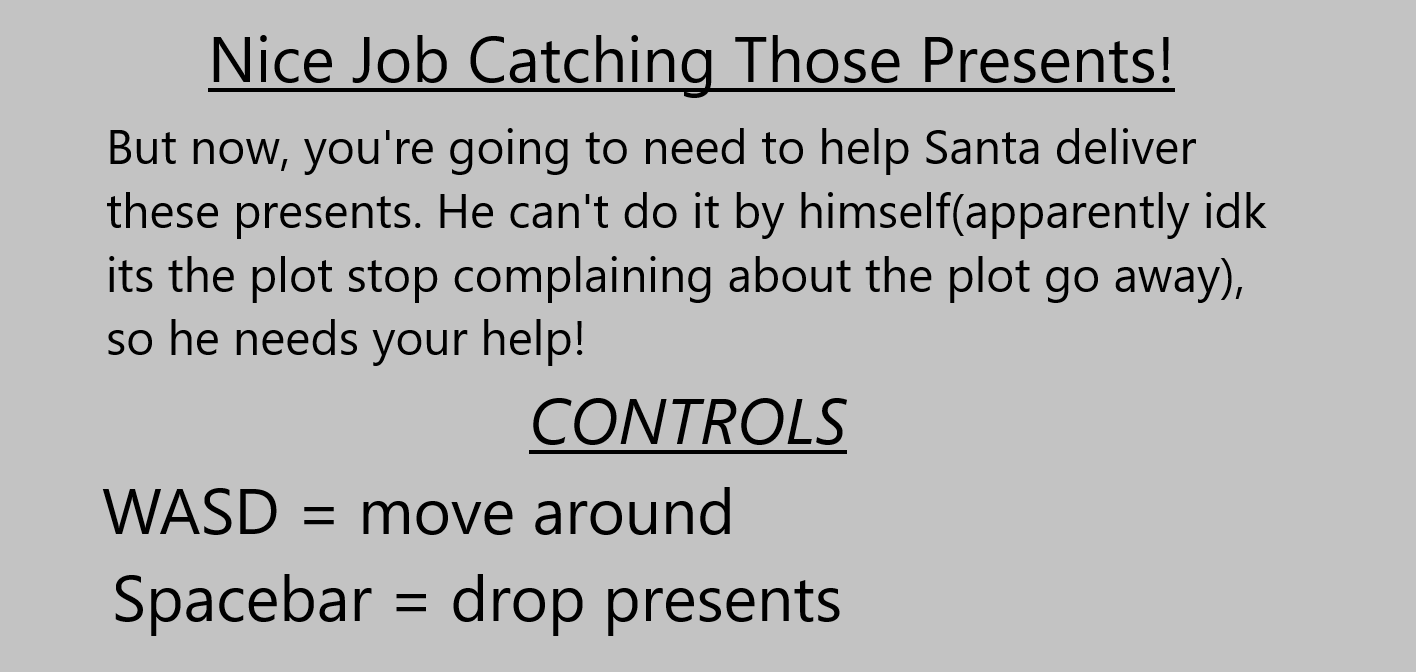 Nice Job Catching Those Presents!
But now, you're going to need to help Santa deliver
these presents. He can't do it by himself(apparently idk
its the plot stop complaining about the plot go away),
so he needs your help!
CONTROLS
WASD = move around
Spacebar = drop presents